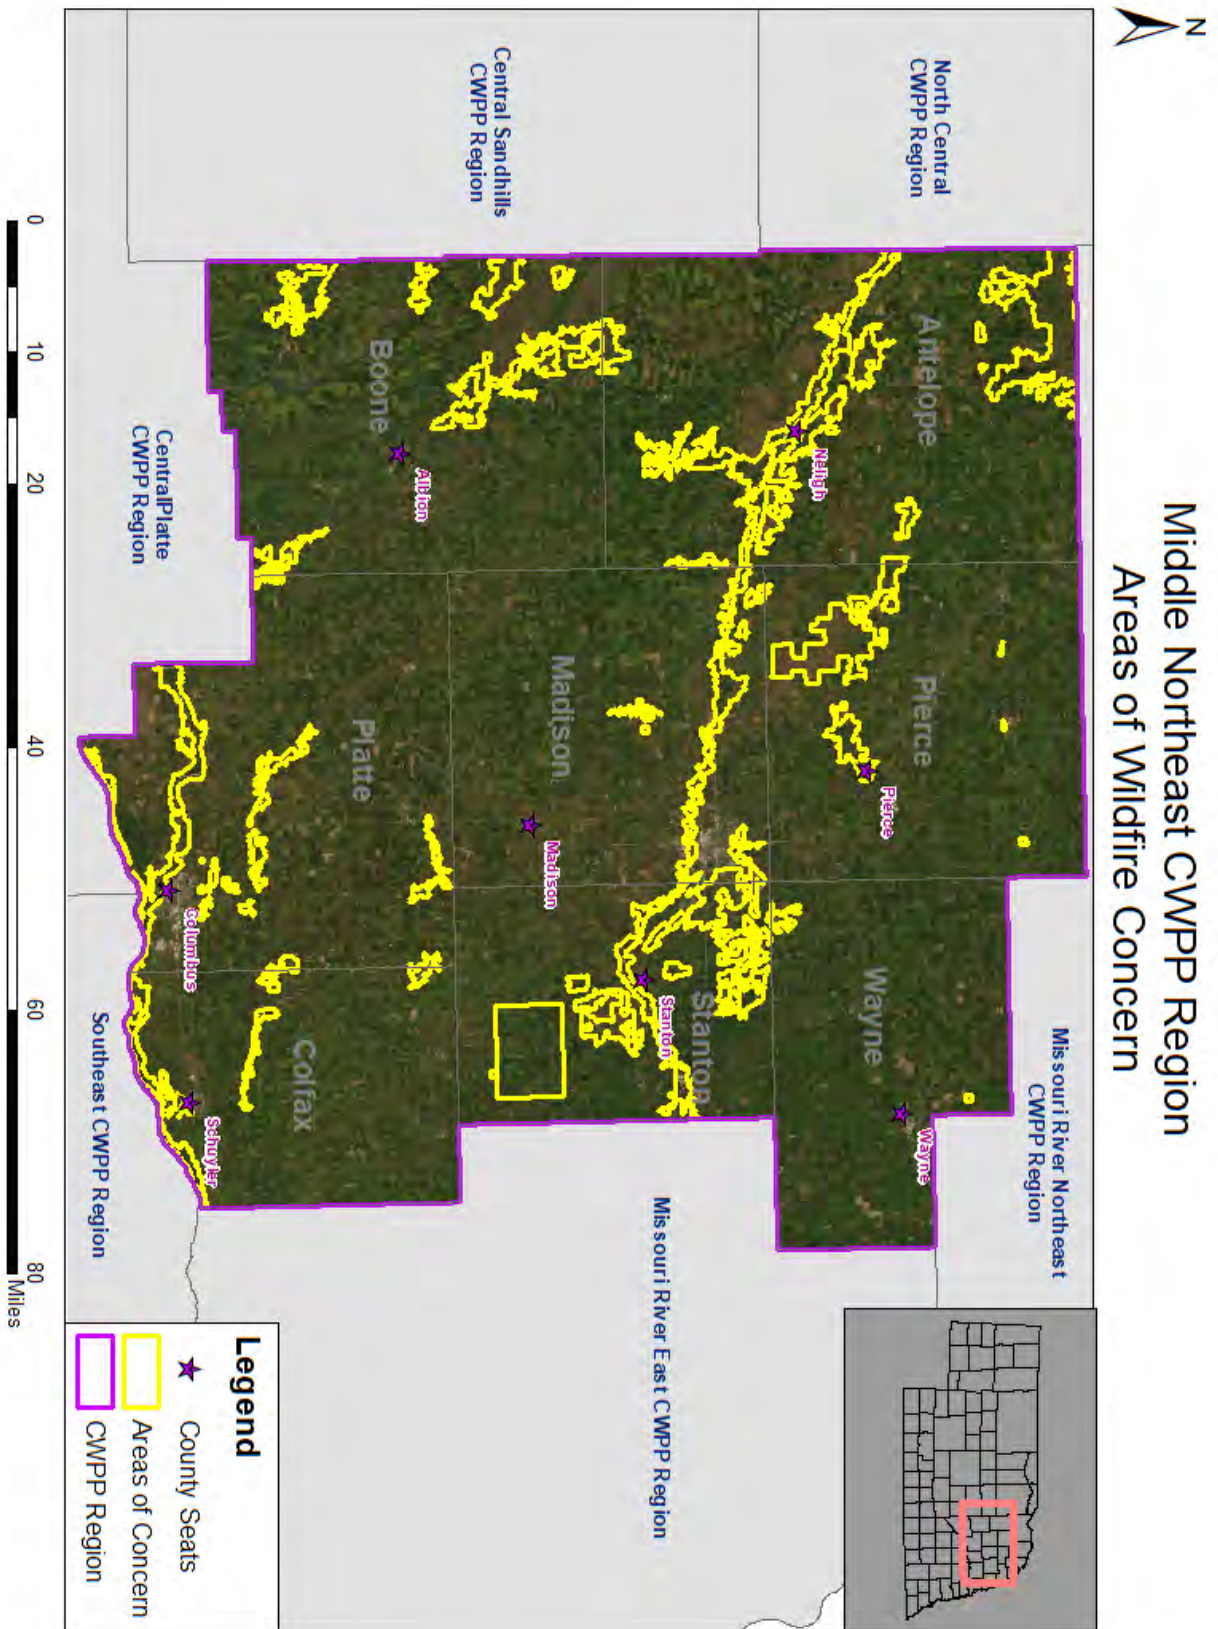 Middle Northeast CWPP Region
Areas of Wildfire Concern
N
North Central
CWPP Region
Central Sandhills
CWPP Region
Missouri River Northeast
CWPP Region
Antelope
Pierce
Wayne
Neligh
Pierce
Wayne
Madison
Stanton
Stanton
Madison
Boone
Albion
Platte
Colfax
Columbus
Schuyler
CentralPlatte
CWPP Region
Southeast CWPP Region
Missouri River East CWPP Region
Legend
County Seats
Areas of Concern
CWPP Region
0 10 20 40 60 80
Miles